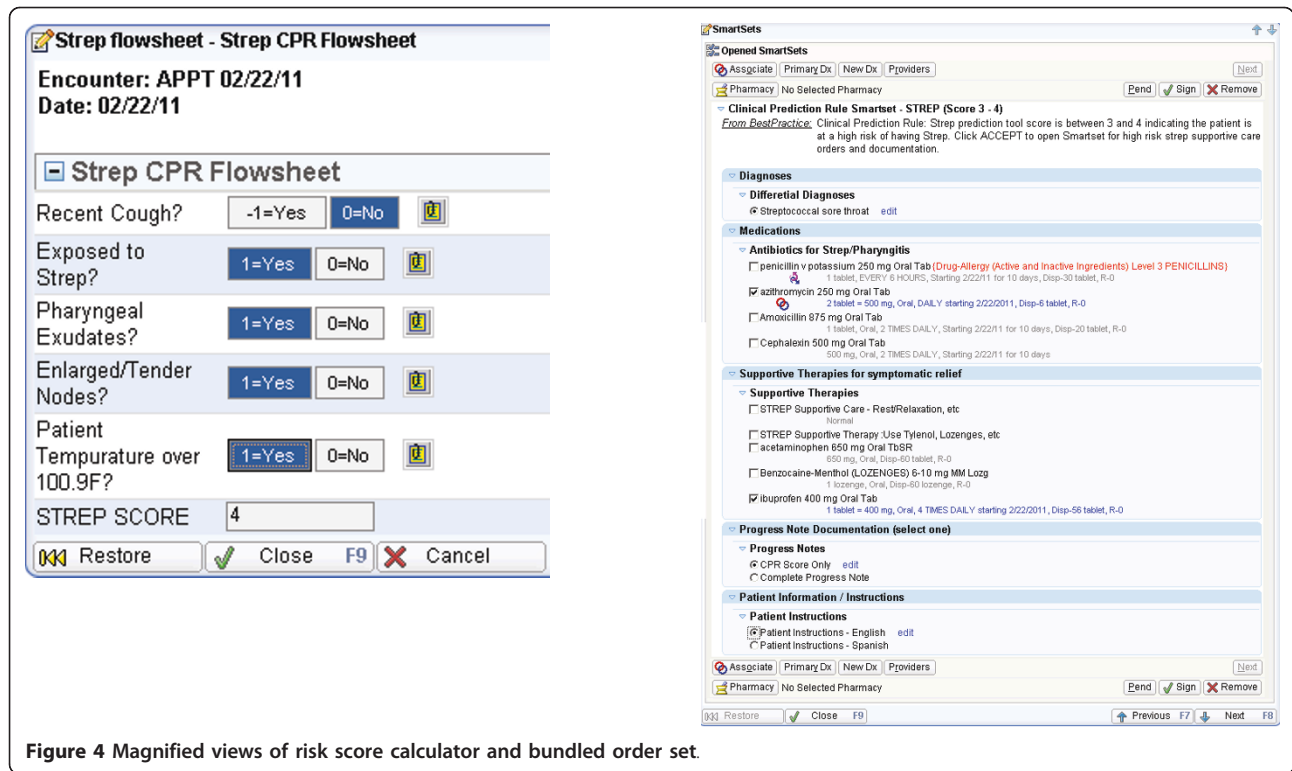 Strep flowsheet - Strep CPR Flowsheet
Encounter: APPT 02/22/11
Date: 02/22/11
Strep CPR Flowsheet
Recent Cough? -1=Yes 0=No
Exposed to
Strep? 1=Yes 0=No
Pharyngeal
Exudates? 1=Yes 0=No
Enlarged/Tender
Nodes? 1=Yes 0=No
Patient
Tempurature over
100.9F? 1=Yes 0=No
STREP SCORE 4
Restore Close F9 Cancel
SmartSets
Opened SmartSets
Associate Primary Dx New Dx Providers Next
Pharmacy No Selected Pharmacy Pend Sign Remove
Clinical Prediction Rule Smartset - STREP (Score 3 - 4)
From BestPractice: Clinical Prediction Rule: Strep prediction tool score is between 3 and 4 indicating the patient is
at a high risk of having Strep. Click ACCEPT to open Smartset for high risk strep supportive care
orders and documentation.
Diagnoses
Differetial Diagnoses
Streptococcal sore throat edit
Medications
Antibiotics for Strep/Pharyngitis
penicillin v potassium 250 mg Oral Tab (Drug-Allergy (Active and Inactive Ingredients) Level 3 PENICILLINS)
1 tablet, EVERY 6 HOURS, Starting 2/22/11 for 10 days, Disp-30 tablet, R-0
azithromycin 250 mg Oral Tab
2 tablet = 500 mg, Oral, DAILY starting 2/22/2011, Disp-6 tablet, R-0
Amoxicillin 875 mg Oral Tab
1 tablet, Oral, 2 TIMES DAILY, Starting 2/22/11 for 10 days, Disp-20 tablet, R-0
Cephalexin 500 mg Oral Tab
500 mg, Oral, 2 TIMES DAILY, Starting 2/22/11 for 10 days
Supportive Therapies for symptomatic relief
Supportive Therapies
STREP Supportive Care - Rest/Relaxation, etc
Normal
STREP Supportive Therapy :Use Tylenol, Lozenges, etc
acetaminophen 650 mg Oral TbSR
650 mg, Oral, Disp-60 tablet, R-0
Benzocaine-Menthol (LOZENGES) 6-10 mg MM Lozg
1 lozenge, Oral, Disp-60 lozenge, R-0
ibuprofen 400 mg Oral Tab
1 tablet = 400 mg, Oral, 4 TIMES DAILY starting 2/22/2011, Disp-56 tablet, R-0
Progress Note Documentation (select one)
Progress Notes
CPR Score Only edit
Complete Progress Note
Patient Information / Instructions
Patient Instructions
Patient Instructions - English edit
Patient Instructions - Spanish
Associate Primary Dx New Dx Providers Next
Pharmacy No Selected Pharmacy Pend Sign Remove
Restore Close F9 Previous F7 Next F8
Figure 4 Magnified views of risk score calculator and bundled order set.